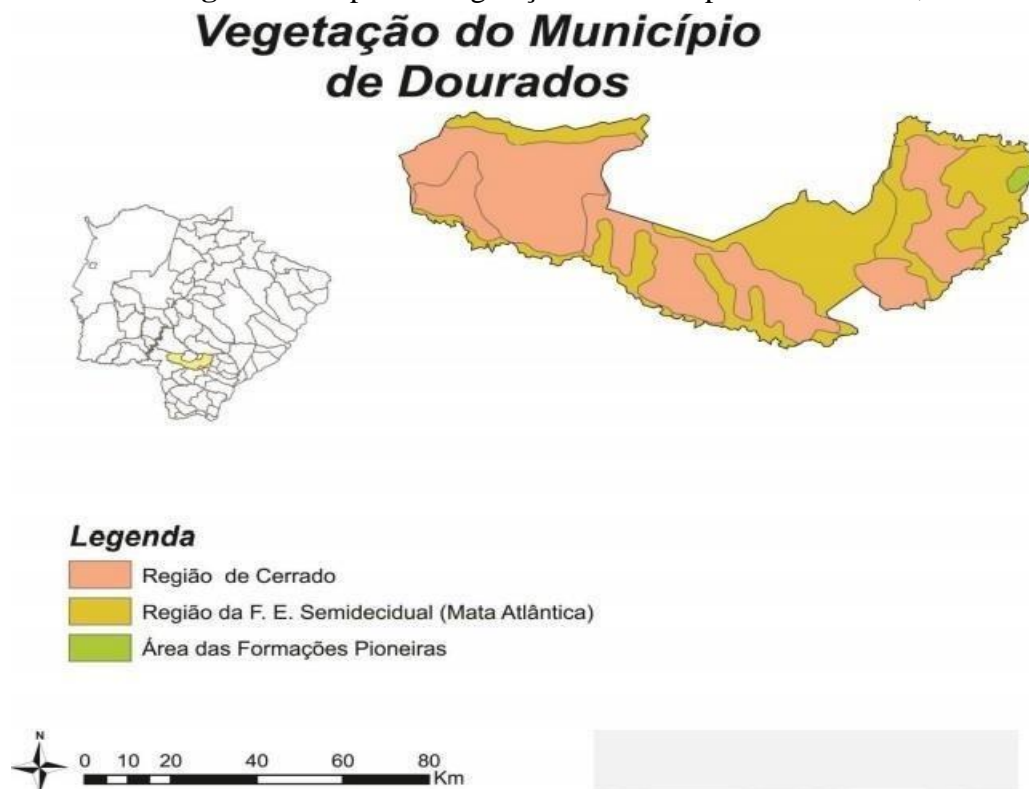 Vegetação do Município
de Dourados
Legenda
Região de Cerrado
Região da F. E. Semidecidual (Mata Atlântica)
Área das Formações Pioneiras
N
0 10 20 40 60 80
Km